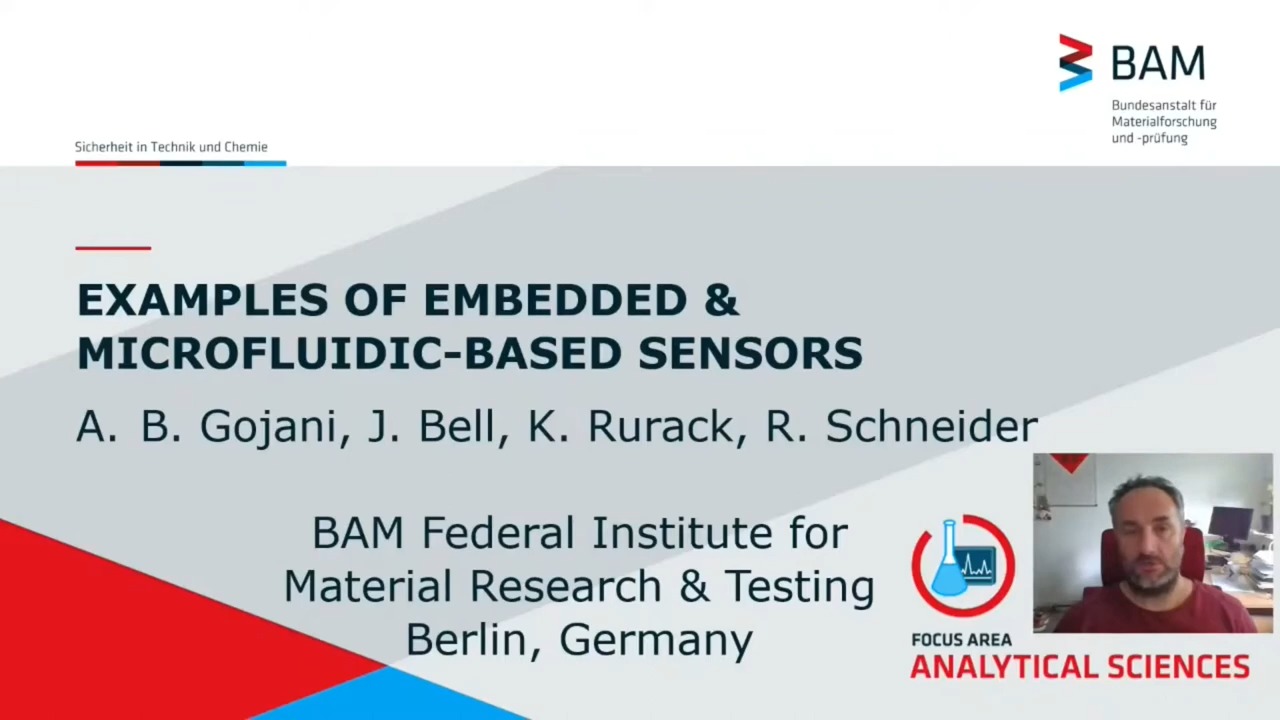 BAM
Bundesanstalt für
Materialforschung
und -prüfung
Sicherheit in Technik und Chemie
EXAMPLES OF EMBEDDED &
MICROFLUIDIC-BASED SENSORS
A. B. Gojani, J. Bell, K. Rurack, R. Schneider
BAM Federal Institute for
Material Research & Testing
Berlin, Germany
FOCUS AREA
ANALYTICAL SCIENCES